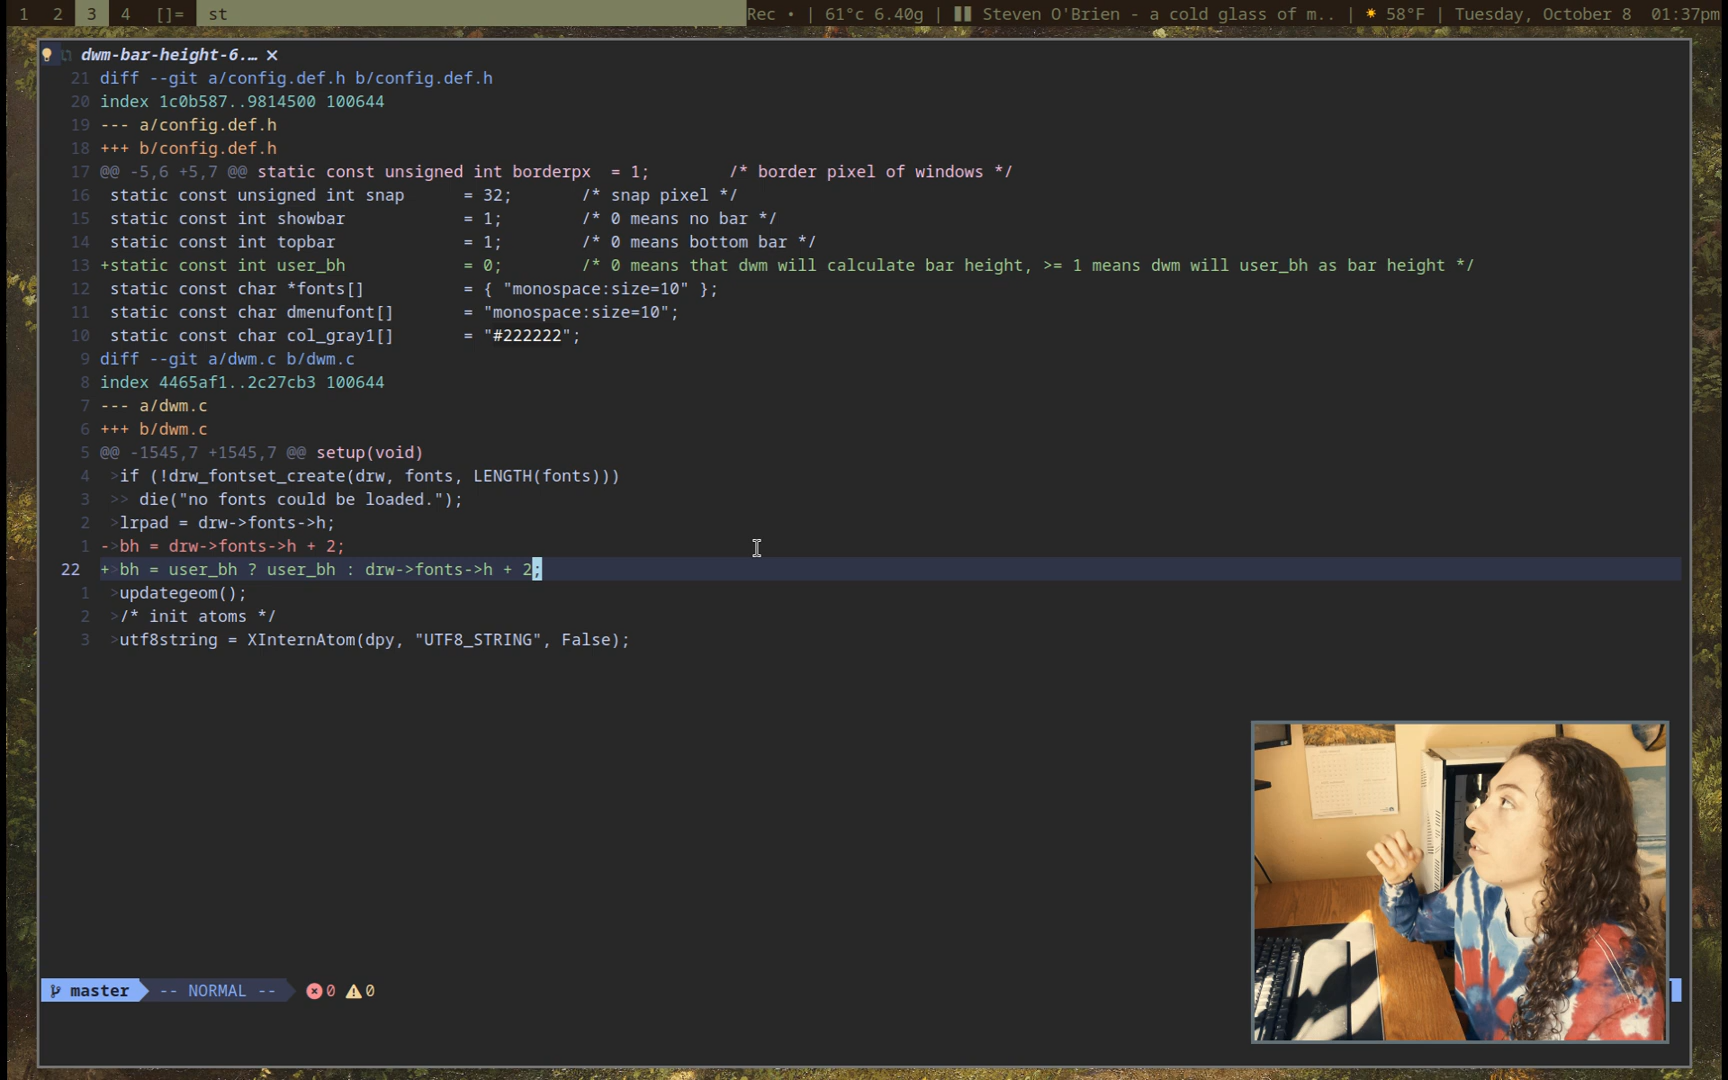 1 2 3 4 []= st Rec • | 61°c 6.40g | Steven O'Brien - a cold glass of m.. | 58°F | Tuesday, October 8 01:37pm
dwm-bar-height-6.… ×
21 diff --git a/config.def.h b/config.def.h
20 index 1c0b587..9814500 100644
19 --- a/config.def.h
18 +++ b/config.def.h
17 @@ -5,6 +5,7 @@ static const unsigned int borderpx  = 1;        /* border pixel of windows */
16  static const unsigned int snap      = 32;       /* snap pixel */
15  static const int showbar            = 1;        /* 0 means no bar */
14  static const int topbar             = 1;        /* 0 means bottom bar */
13 +static const int user_bh            = 0;        /* 0 means that dwm will calculate bar height, >= 1 means dwm will user_bh as bar height */
12  static const char *fonts[]          = { "monospace:size=10" };
11  static const char dmenufont[]       = "monospace:size=10";
10  static const char col_gray1[]       = "#222222";
9 diff --git a/dwm.c b/dwm.c
8 index 4465af1..2c27cb3 100644
7 --- a/dwm.c
6 +++ b/dwm.c
5 @@ -1545,7 +1545,7 @@ setup(void)
4  >if (!drw_fontset_create(drw, fonts, LENGTH(fonts)))
3  >> die("no fonts could be loaded.");
2  >lrpad = drw->fonts->h;
1 ->bh = drw->fonts->h + 2;
22 +>bh = user_bh ? user_bh : drw->fonts->h + 2;
1  >updategeom();
2  >/* init atoms */
3  >utf8string = XInternAtom(dpy, "UTF8_STRING", False);
master -- NORMAL -- 0 0